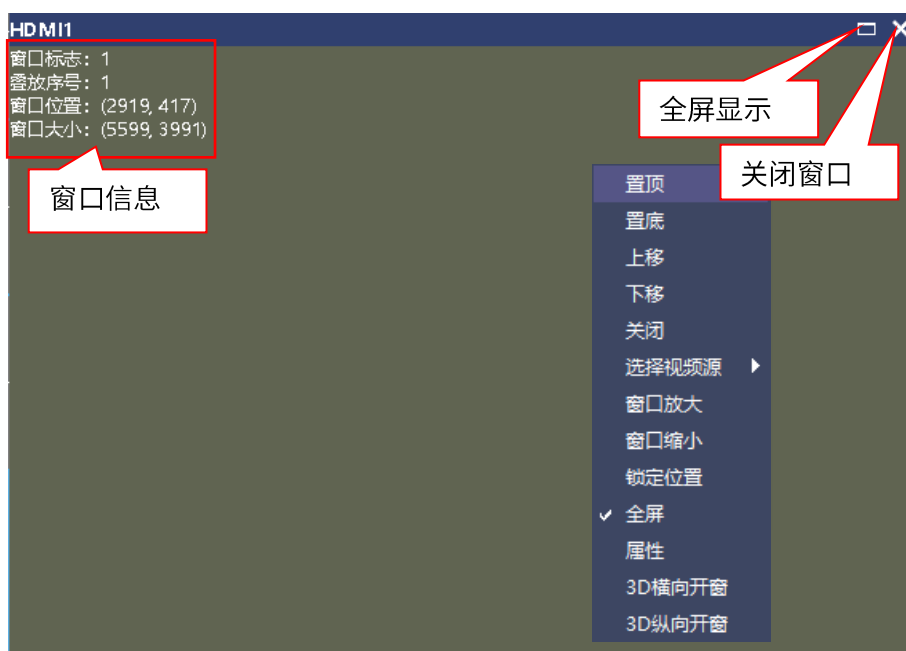 HDMI1
窗口标志：1
叠放序号：1
窗口位置：(2919, 417)
窗口大小：(5599, 3991)
窗口信息
全屏显示
关闭窗口
置顶
置底
上移
下移
关闭
选择视频源
窗口放大
窗口缩小
锁定位置
全屏
属性
3D横向开窗
3D纵向开窗